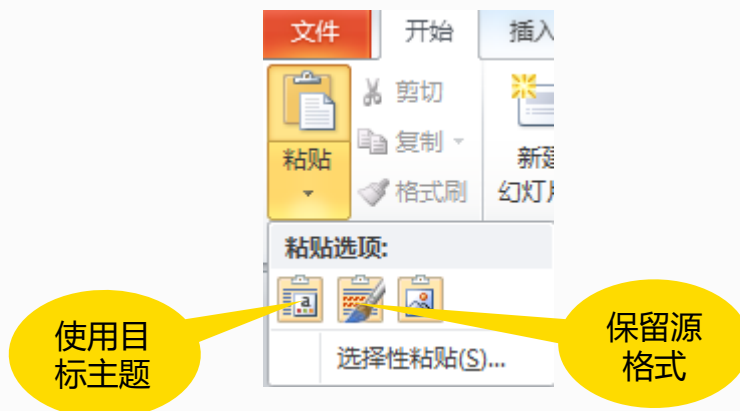 文件 开始 插入
剪切
复制
粘贴
格式刷
新建
幻灯片
粘贴选项:
a
选择性粘贴(S)...
使用目
标主题
保留源
格式